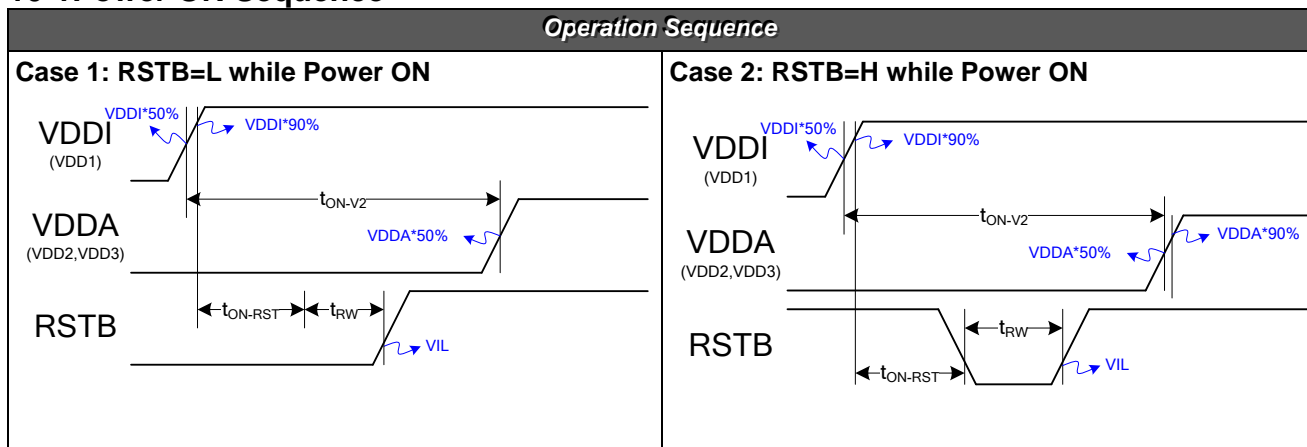 Operation Sequence
Case 1: RSTB=L while Power ON
VDDI*50%
VDDI*90%
VDDI
(VDD1)
tON-V2
VDDA
(VDD2,VDD3)
VDDA*50%
RSTB
tON-RST
tRW
VIL
Case 2: RSTB=H while Power ON
VDDI*50%
VDDI*90%
VDDI
(VDD1)
tON-V2
VDDA
(VDD2,VDD3)
VDDA*50%
VDDA*90%
RSTB
tRW
tON-RST
VIL